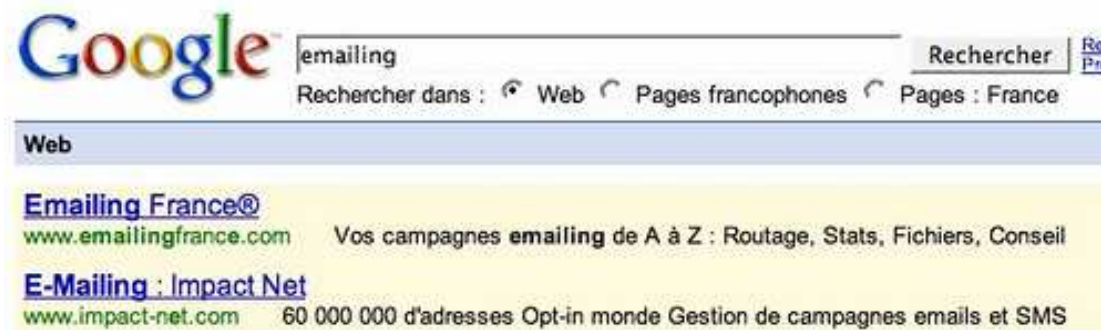 Google
emailing Rechercher
Rechercher dans : Web Pages francophones Pages : France
Web
Emailing France®
www.emailingfrance.com Vos campagnes emailing de A à Z : Routage, Stats, Fichiers, Conseil
E-Mailing : Impact Net
www.impact-net.com 60 000 000 d'adresses Opt-in monde Gestion de campagnes emails et SMS